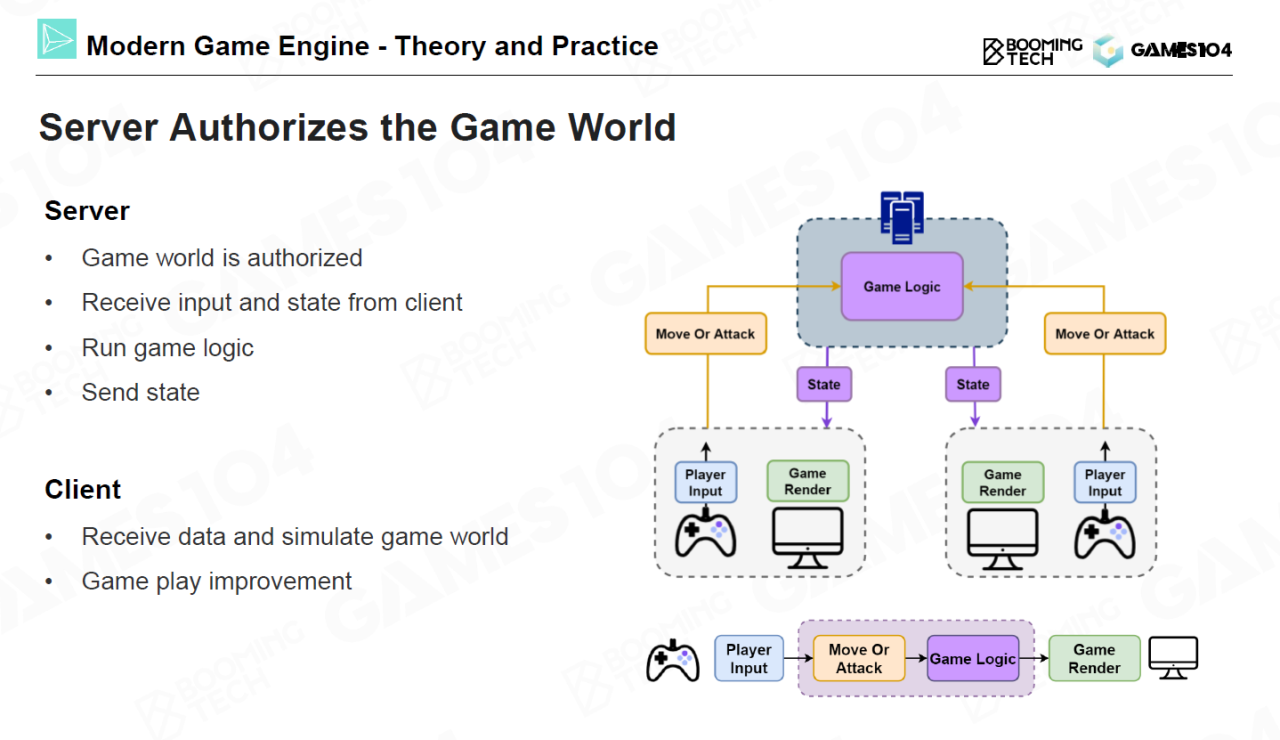 Modern Game Engine - Theory and Practice
BOOMING
TECH
GAMES104
Server Authorizes the Game World
Server
• Game world is authorized
• Receive input and state from client
• Run game logic
• Send state
Client
• Receive data and simulate game world
• Game play improvement
Game Logic
Move Or Attack
Move Or Attack
State
State
Player
Input
Game
Render
Game
Render
Player
Input
Player
Input
Move Or
Attack
Game Logic
Game
Render